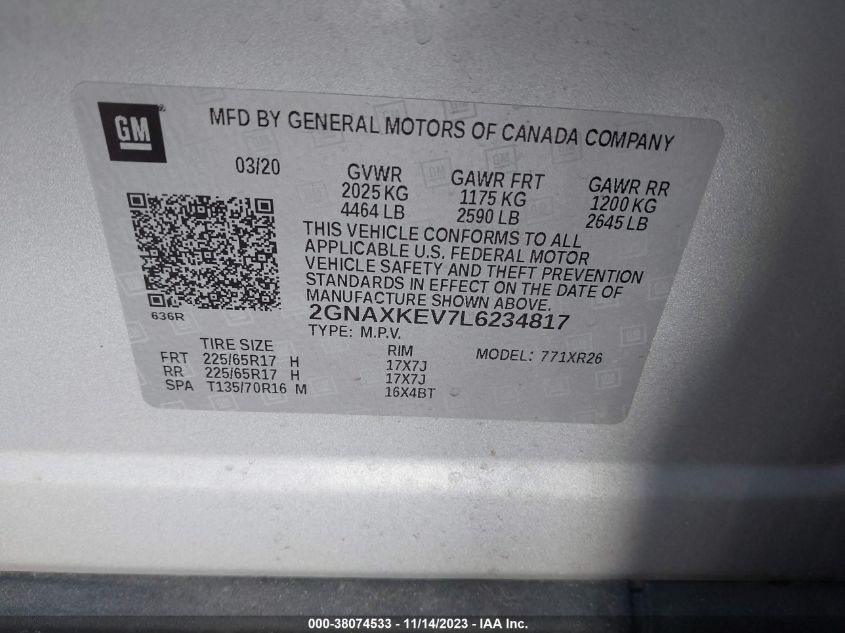 GM
MFD BY GENERAL MOTORS OF CANADA COMPANY
03/20
GVWR
2025 KG
4464 LB
GAWR FRT
1175 KG
2590 LB
GAWR RR
1200 KG
2645 LB
THIS VEHICLE CONFORMS TO ALL
APPLICABLE U.S. FEDERAL MOTOR
VEHICLE SAFETY AND THEFT PREVENTION
STANDARDS IN EFFECT ON THE DATE OF
MANUFACTURE SHOWN ABOVE.
2GNAXKEV7L6234817
TYPE: M.P.V.
636R
TIRE SIZE
RIM
MODEL: 771XR26
FRT 225/65R17 H 17X7J
RR 225/65R17 H 17X7J
SPA T135/70R16 M 16X4BT
000-38074533 - 11/14/2023 - IAA Inc.